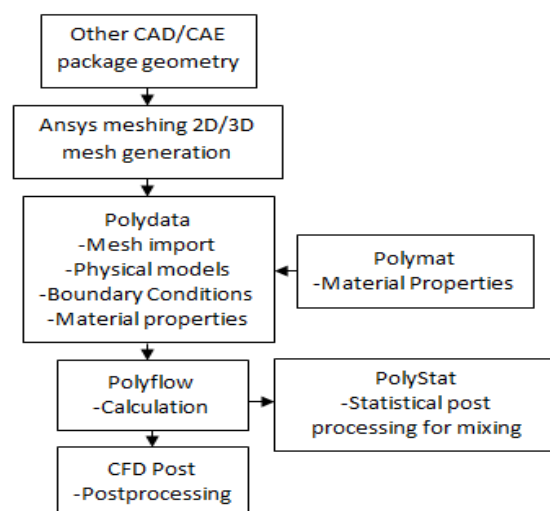 Other CAD/CAE
package geometry
Ansys meshing 2D/3D
mesh generation
Polydata
-Mesh import
-Physical models
-Boundary Conditions
-Material properties
Polymat
-Material Properties
Polyflow
-Calculation
PolyStat
-Statistical post
processing for mixing
CFD Post
-Postprocessing